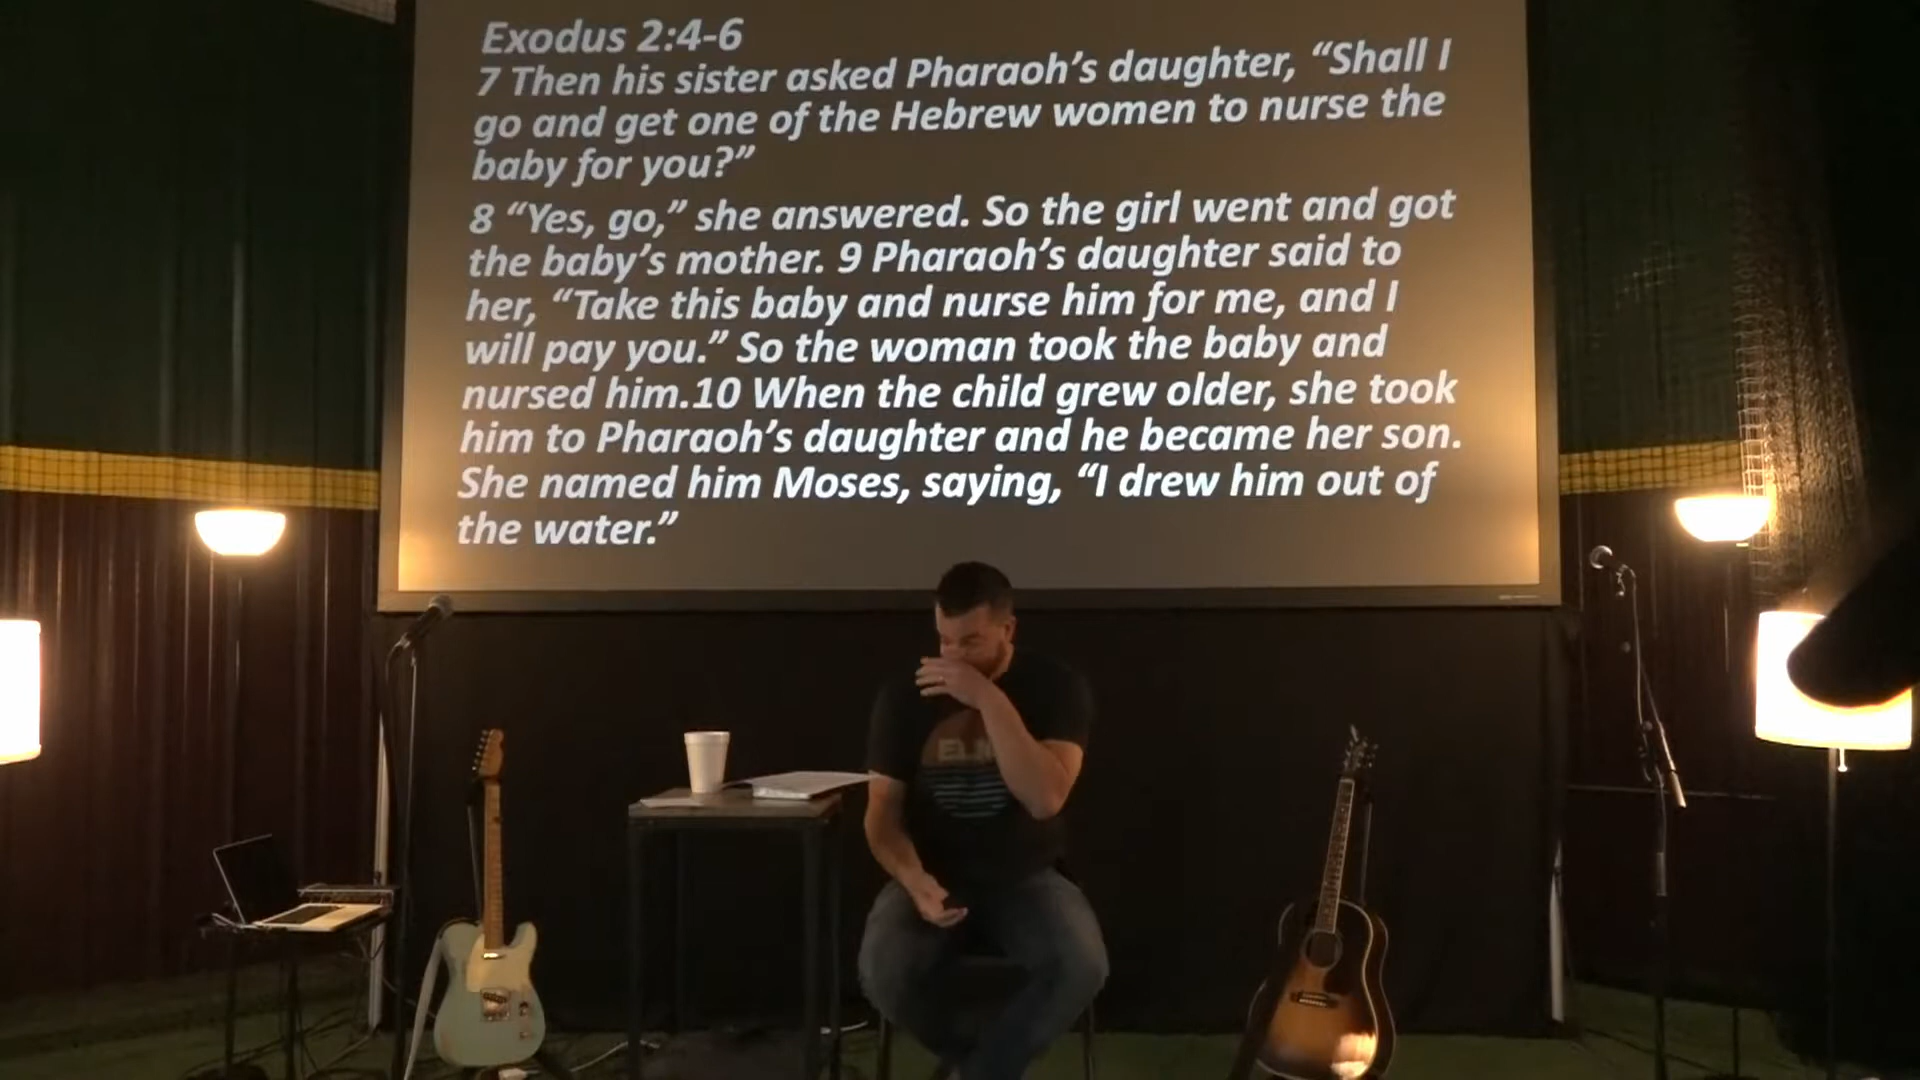 Exodus 2:4-6
7 Then his sister asked Pharaoh's daughter, “Shall I
go and get one of the Hebrew women to nurse the
baby for you?”
8 “Yes, go,” she answered. So the girl went and got
the baby's mother. 9 Pharaoh's daughter said to
her, “Take this baby and nurse him for me, and I
will pay you.” So the woman took the baby and
nursed him.10 When the child grew older, she took
him to Pharaoh's daughter and he became her son.
She named him Moses, saying, “I drew him out of
the water.”